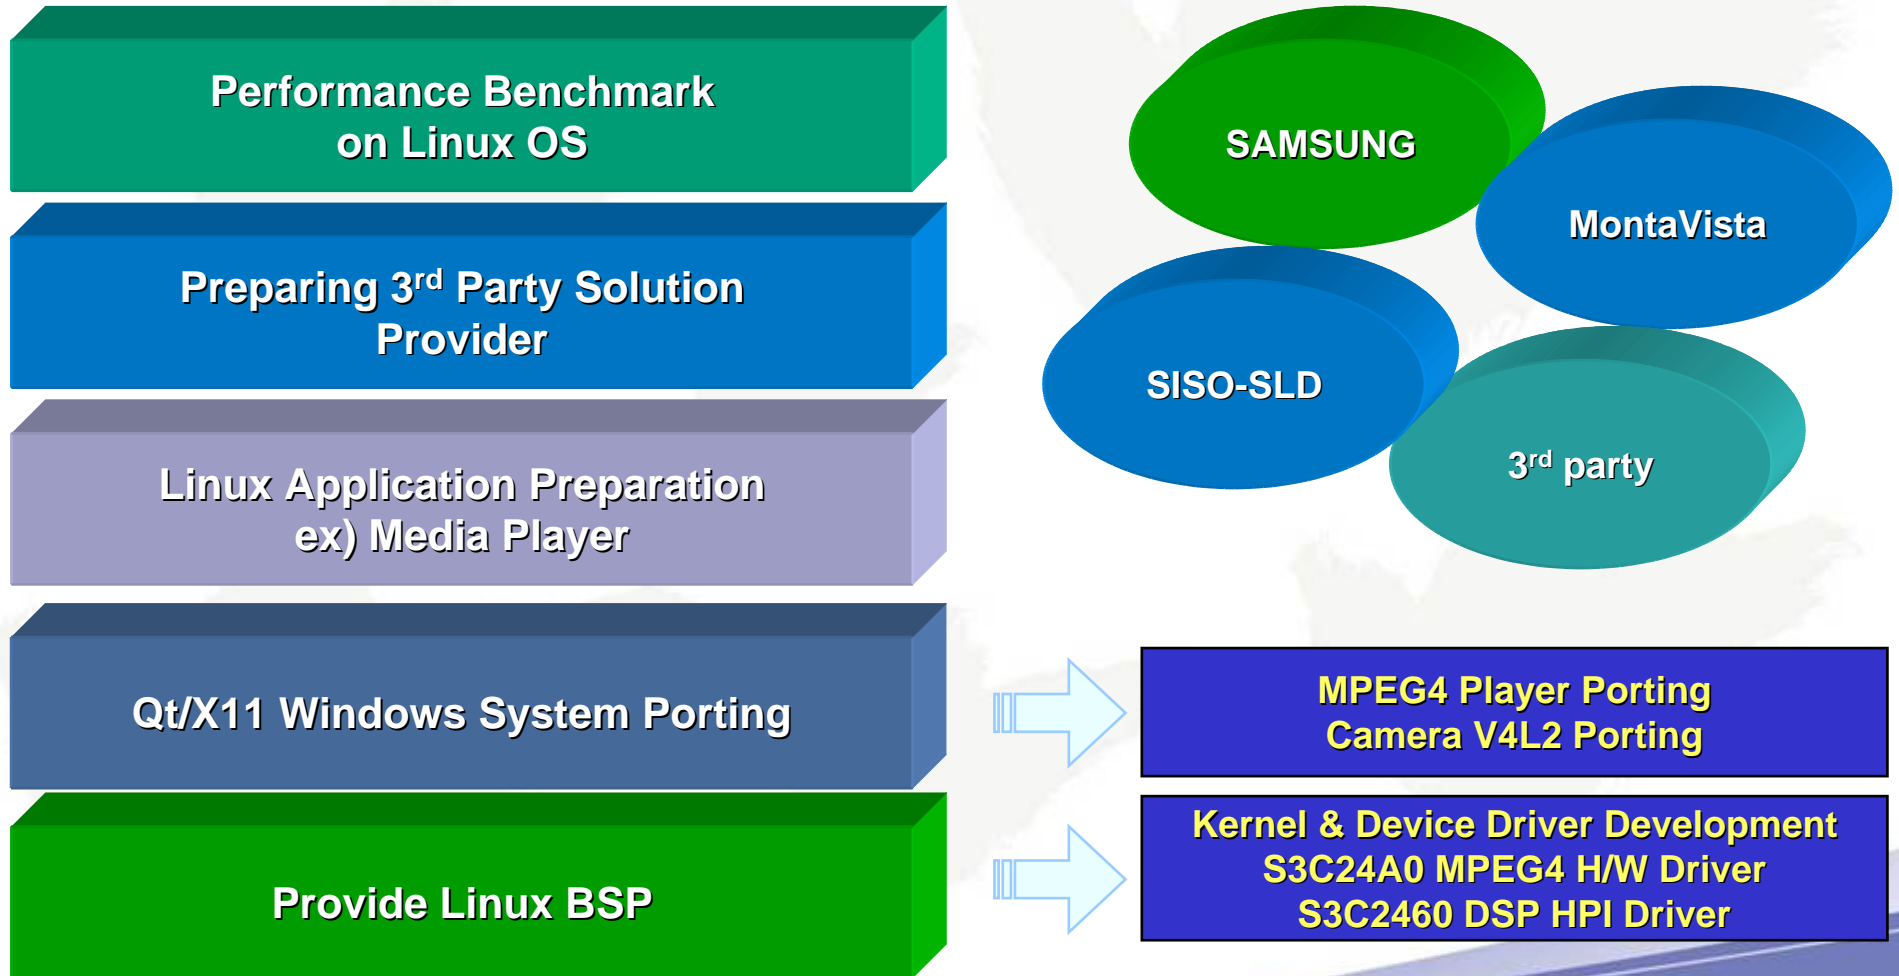 Performance Benchmark
on Linux OS
Preparing 3rd Party Solution
Provider
Linux Application Preparation
ex) Media Player
Qt/X11 Windows System Porting
Provide Linux BSP
SAMSUNG
MontaVista
SISO-SLD
3rd party
MPEG4 Player Porting
Camera V4L2 Porting
Kernel & Device Driver Development
S3C24A0 MPEG4 H/W Driver
S3C2460 DSP HPI Driver